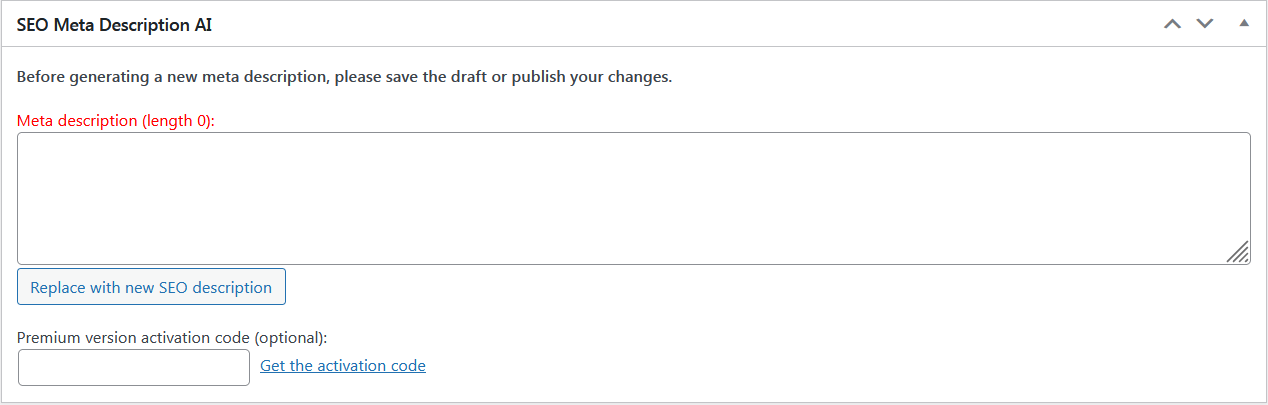 SEO Meta Description AI
Before generating a new meta description, please save the draft or publish your changes.
Meta description (length 0):
Replace with new SEO description
Premium version activation code (optional):
Get the activation code